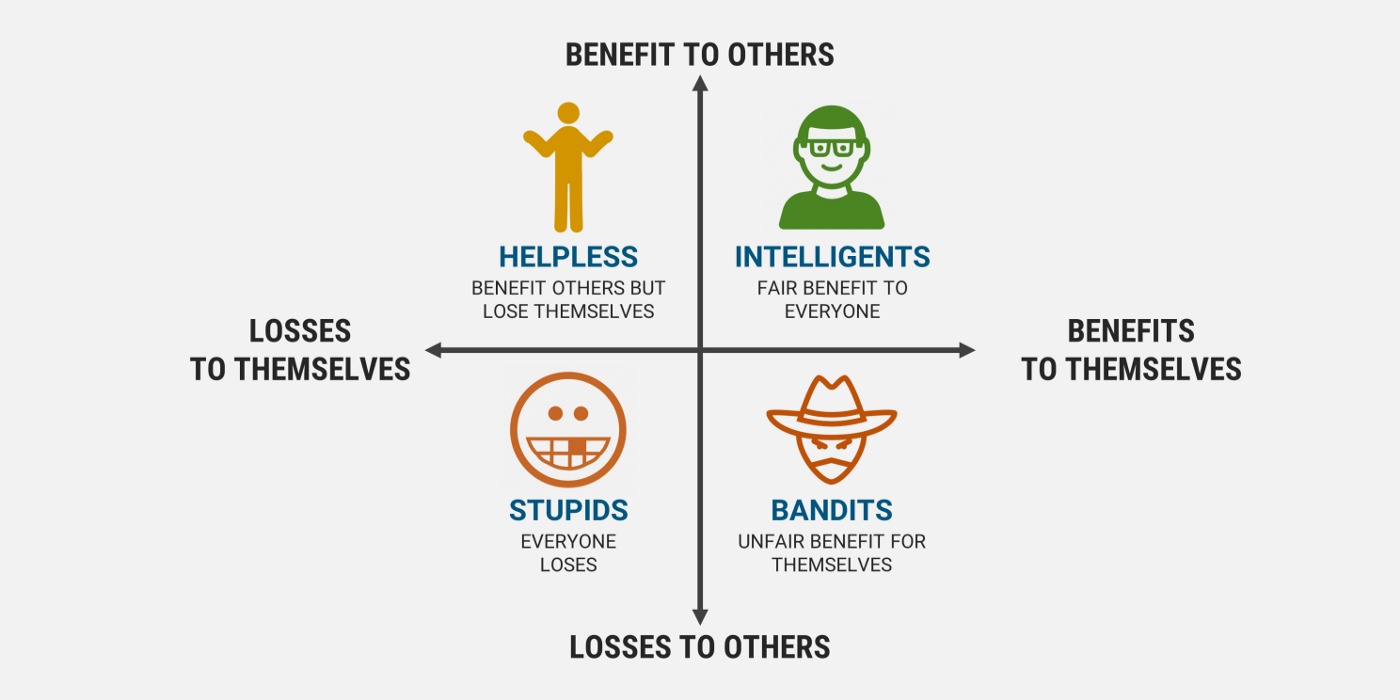 BENEFIT TO OTHERS
HELPLESS
BENEFIT OTHERS BUT
LOSE THEMSELVES
INTELLIGENTS
FAIR BENEFIT TO
EVERYONE
LOSSES
TO THEMSELVES
BENEFITS
TO THEMSELVES
STUPIDS
EVERYONE
LOSES
BANDITS
UNFAIR BENEFIT FOR
THEMSELVES
LOSSES TO OTHERS